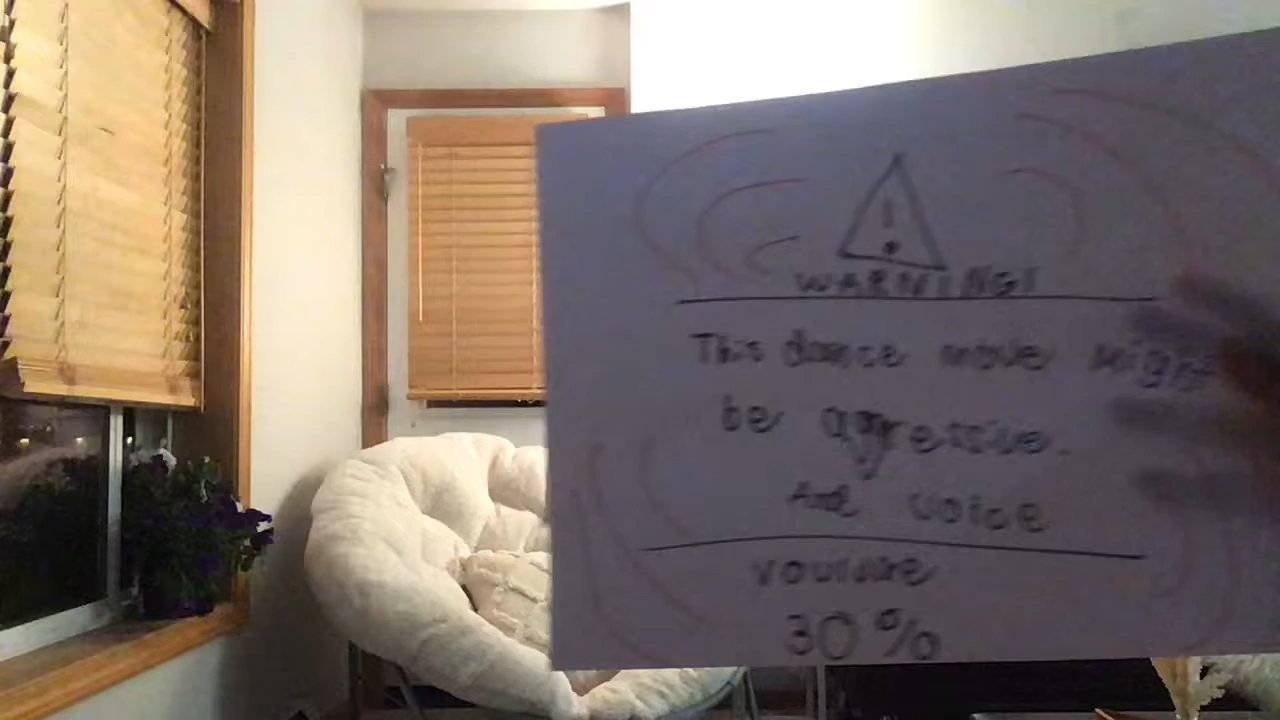 !
WARNING!
This dance move might
be aggressive.
And voice
volume
30%